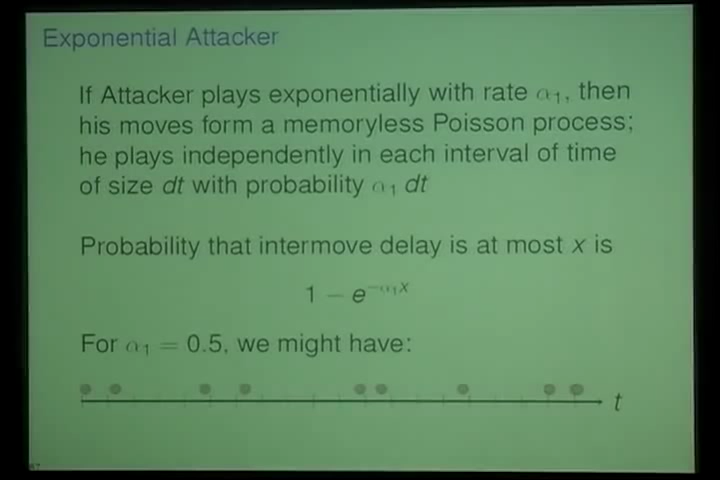 Exponential Attacker
If Attacker plays exponentially with rate α₁, then
his moves form a memoryless Poisson process;
he plays independently in each interval of time
of size dt with probability α₁ dt
Probability that intermove delay is at most x is
1 − e^{−α₁x}
For α₁ = 0.5, we might have:
t
67